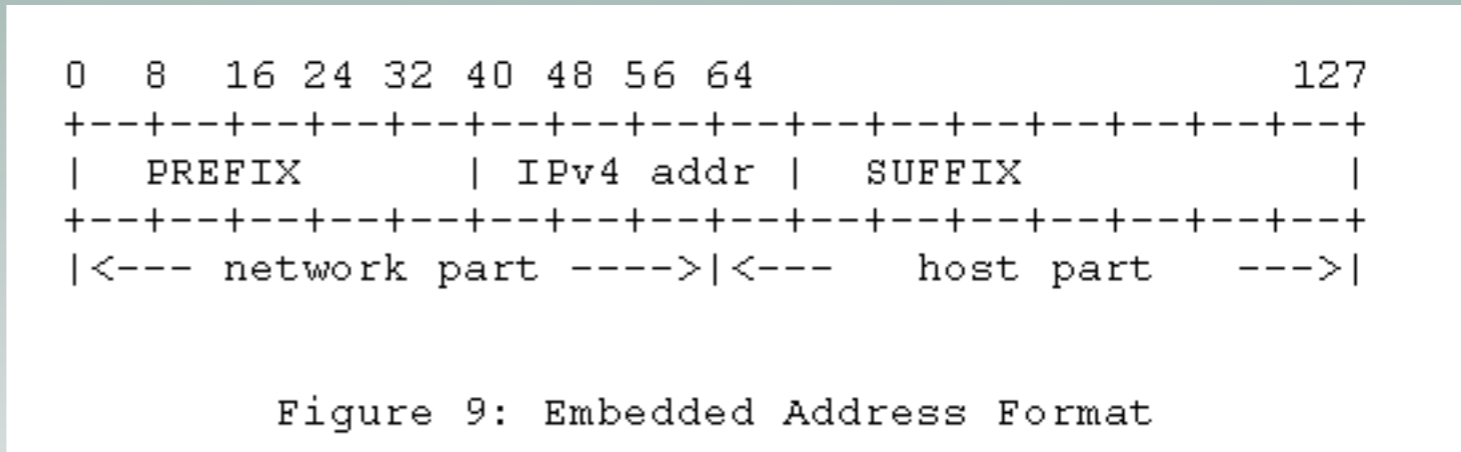 0  8  16 24 32 40 48 56 64                    127
+--+--+--+--+--+--+--+--+--+--+--+--+--+--+--+--+
|  PREFIX      | IPv4 addr |  SUFFIX            |
+--+--+--+--+--+--+--+--+--+--+--+--+--+--+--+--+
|<--- network part ---->|<---   host part   --->|
Figure 9: Embedded Address Format